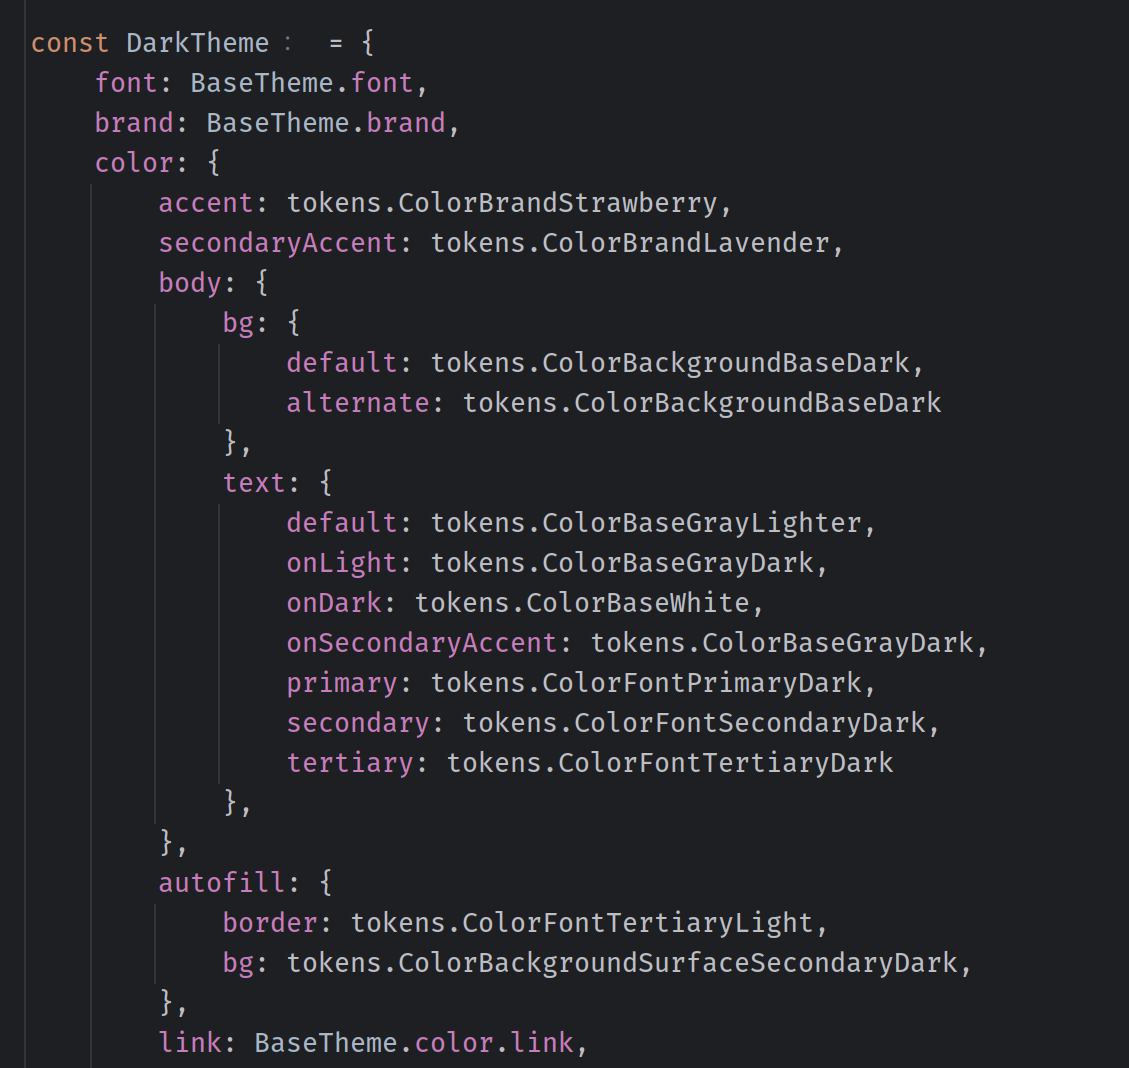 const DarkTheme :  = {
    font: BaseTheme.font,
    brand: BaseTheme.brand,
    color: {
        accent: tokens.ColorBrandStrawberry,
        secondaryAccent: tokens.ColorBrandLavender,
        body: {
            bg: {
                default: tokens.ColorBackgroundBaseDark,
                alternate: tokens.ColorBackgroundBaseDark
            },
            text: {
                default: tokens.ColorBaseGrayLighter,
                onLight: tokens.ColorBaseGrayDark,
                onDark: tokens.ColorBaseWhite,
                onSecondaryAccent: tokens.ColorBaseGrayDark,
                primary: tokens.ColorFontPrimaryDark,
                secondary: tokens.ColorFontSecondaryDark,
                tertiary: tokens.ColorFontTertiaryDark
            },
        },
        autofill: {
            border: tokens.ColorFontTertiaryLight,
            bg: tokens.ColorBackgroundSurfaceSecondaryDark,
        },
        link: BaseTheme.color.link,